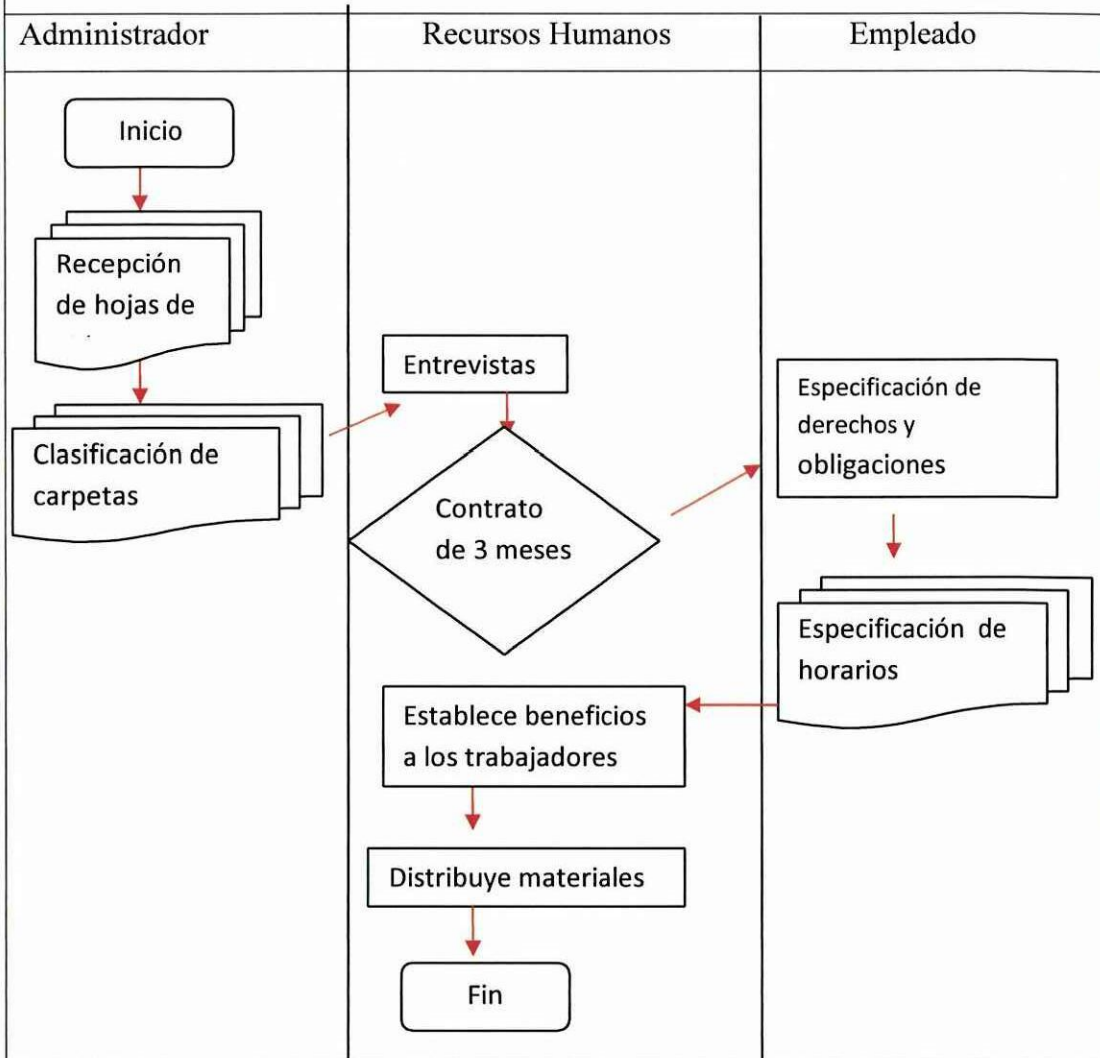 Administrador
Recursos Humanos
Empleado
Inicio
Recepción
de hojas de
Clasificación de
carpetas
Entrevistas
Contrato
de 3 meses
Especificación de
derechos y
obligaciones
Especificación de
horarios
Establece beneficios
a los trabajadores
Distribuye materiales
Fin